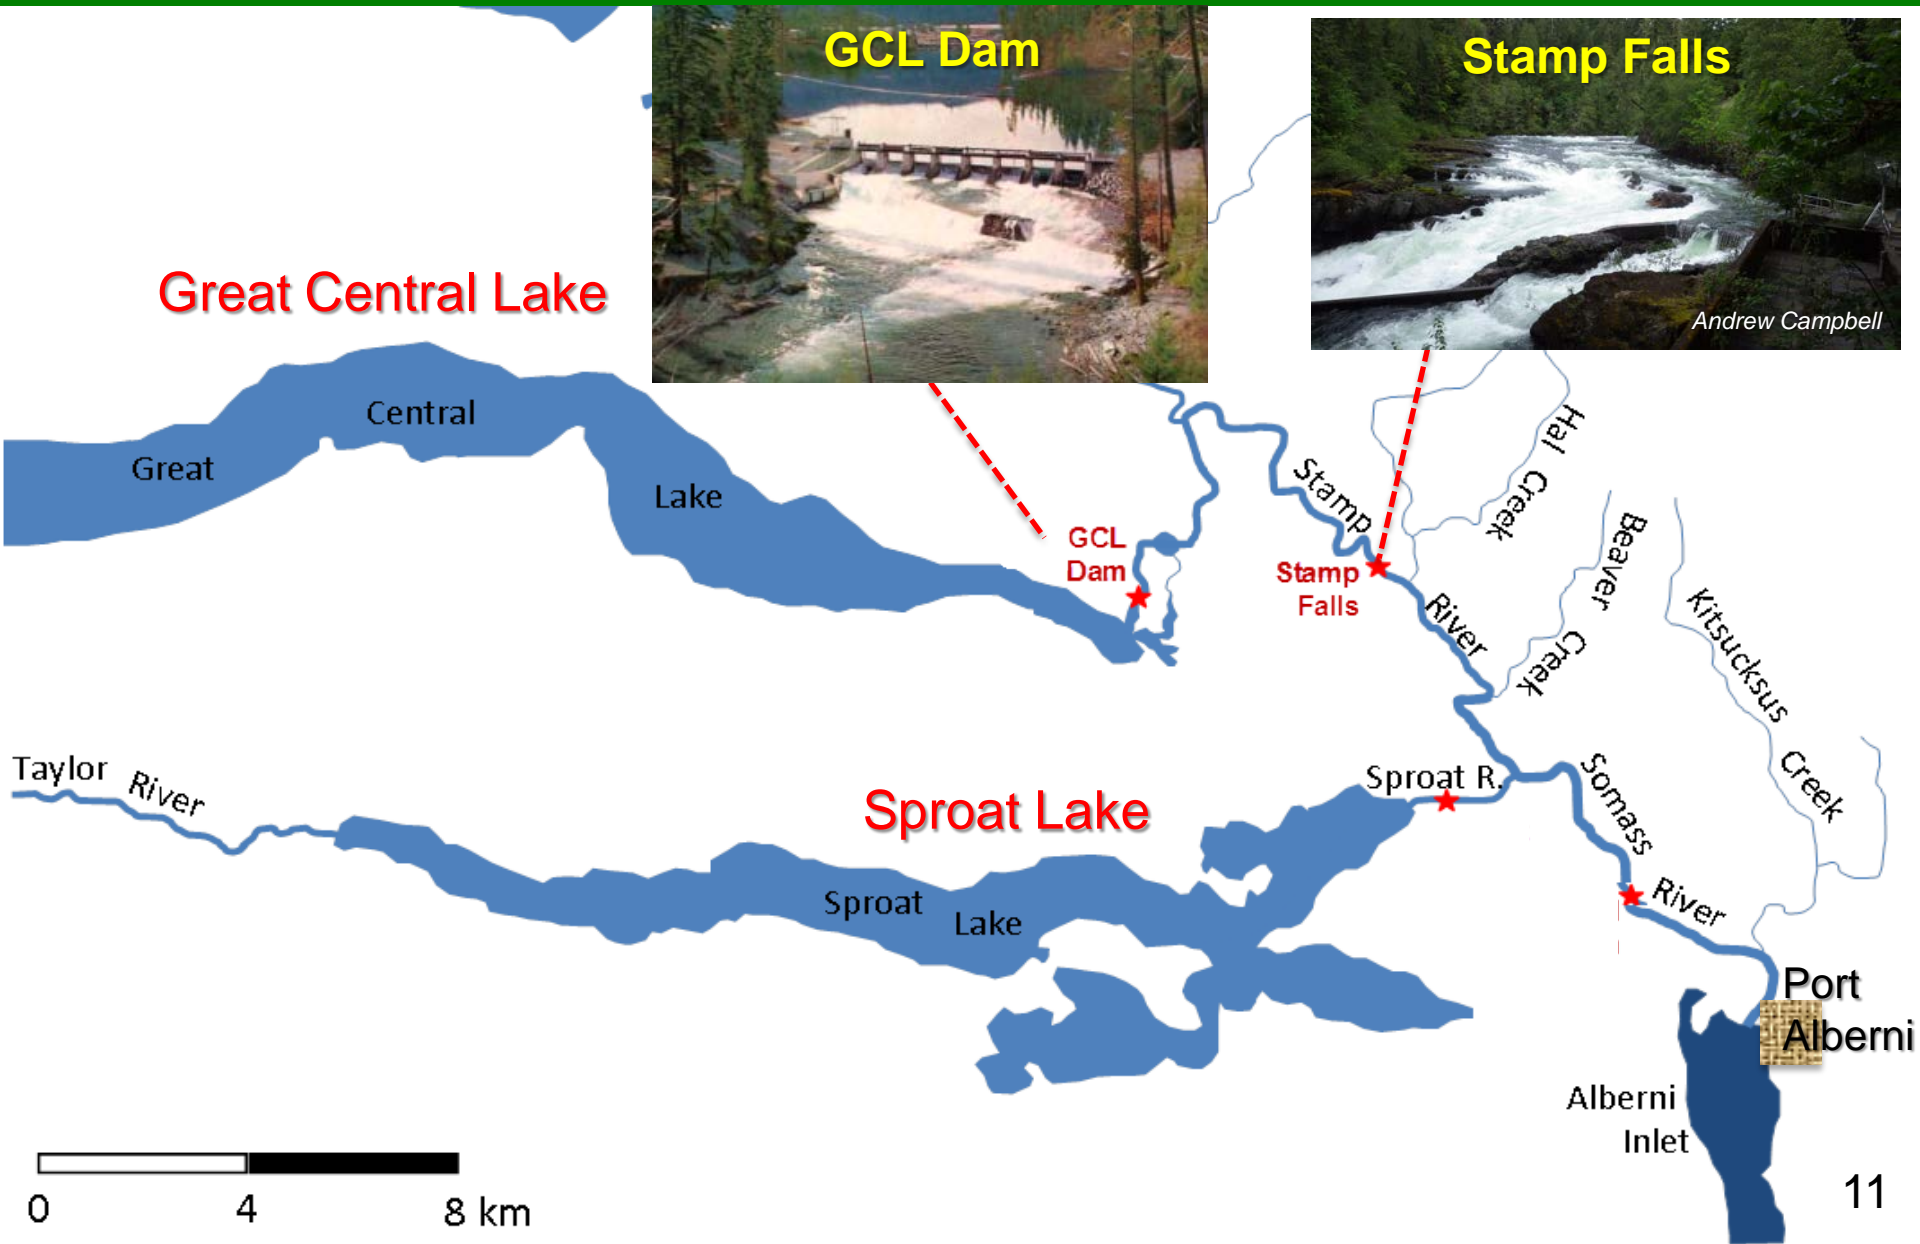 GCL Dam
Stamp Falls
Andrew Campbell
Great Central Lake
Central
Great
Lake
Hal
Creek
Stamp
River
Beaver
Creek
GCL
Dam
Stamp
Falls
Kitsucksus
Creek
Taylor
River
Sproat R.
Sproat Lake
Somass
River
Sproat
Lake
Port
Alberni
Alberni
Inlet
0
4
8 km
11